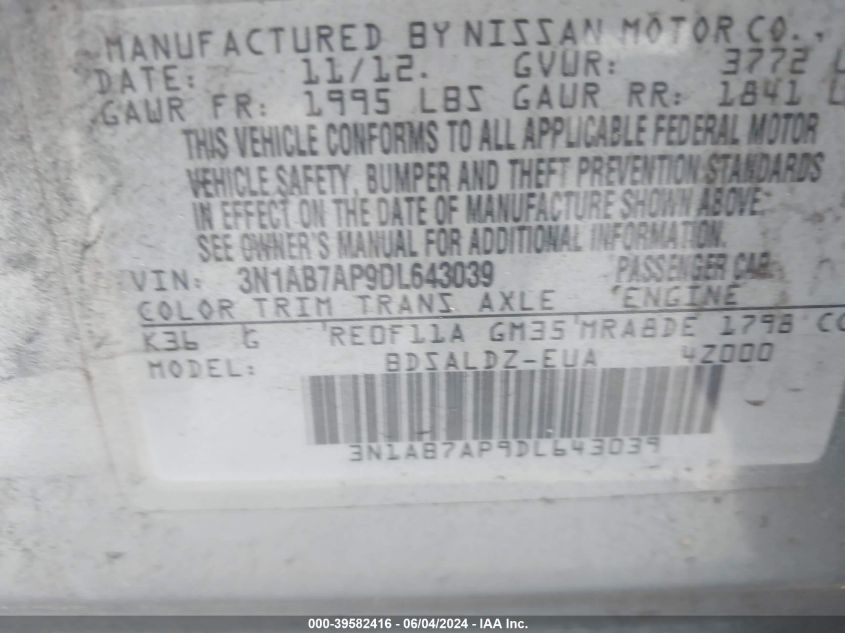 MANUFACTURED BY NISSAN MOTOR CO.,
DATE: 11/12. GVWR: 3772 L
GAWR FR: 1995 LBS GAWR RR: 1841 L
THIS VEHICLE CONFORMS TO ALL APPLICABLE FEDERAL MOTOR
VEHICLE SAFETY, BUMPER AND THEFT PREVENTION STANDARDS
IN EFFECT ON THE DATE OF MANUFACTURE SHOWN ABOVE.
SEE OWNER'S MANUAL FOR ADDITIONAL INFORMATION.
VIN: 3N1AB7AP9DL643039 PASSENGER CAR
COLOR TRIM TRANS AXLE ENGINE
K36 G RE0F11A GM35 MRA8DE 1798 CC
MODEL: BDSALDZ-EUA 4Z000
3N1AB7AP9DL643039
000-39582416 - 06/04/2024 - IAA Inc.